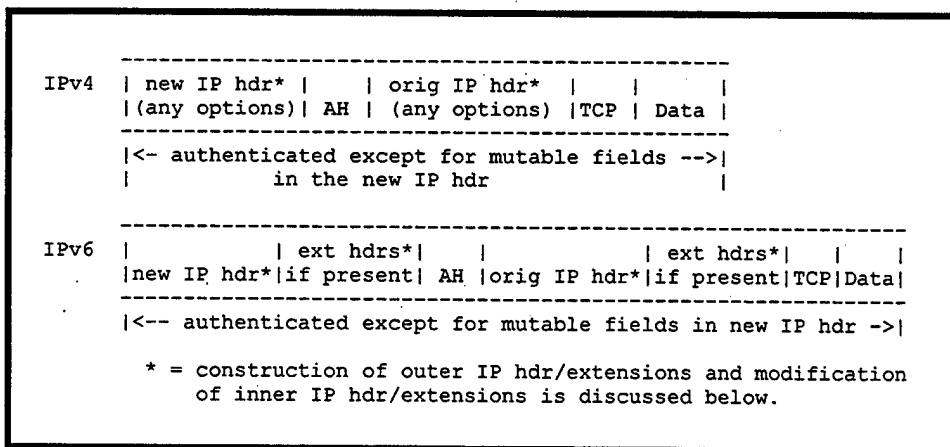 -------------------------------------------------
IPv4 | new IP hdr* | | orig IP hdr* | | |
|(any options)| AH | (any options) |TCP | Data |
-------------------------------------------------
|<- authenticated except for mutable fields -->|
| in the new IP hdr |
--------------------------------------------------------------
IPv6 | | ext hdrs*| | | ext hdrs*| | |
|new IP hdr*|if present| AH |orig IP hdr*|if present|TCP|Data|
--------------------------------------------------------------
|<-- authenticated except for mutable fields in new IP hdr ->|
* = construction of outer IP hdr/extensions and modification
of inner IP hdr/extensions is discussed below.